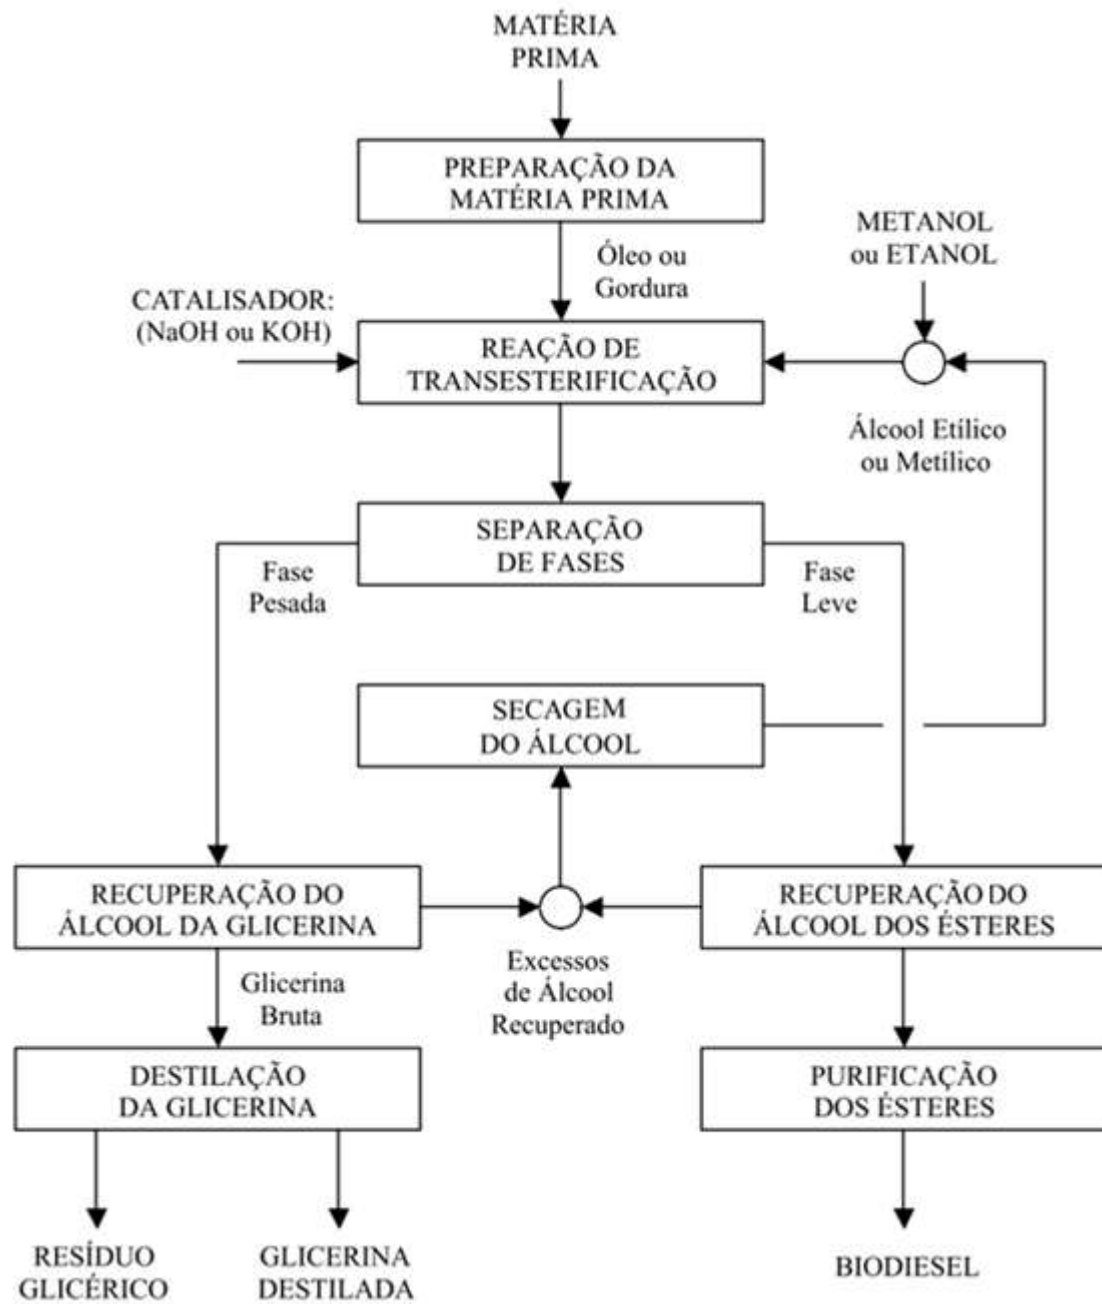 MATÉRIA
PRIMA
PREPARAÇÃO DA
MATÉRIA PRIMA
Óleo ou
Gordura
METANOL
ou ETANOL
CATALISADOR:
(NaOH ou KOH)
REAÇÃO DE
TRANSESTERIFICAÇÃO
Álcool Etílico
ou Metílico
SEPARAÇÃO
DE FASES
Fase
Pesada
Fase
Leve
SECAGEM
DO ÁLCOOL
RECUPERAÇÃO DO
ÁLCOOL DA GLICERINA
RECUPERAÇÃO DO
ÁLCOOL DOS ÉSTERES
Glicerina
Bruta
Excessos
de Álcool
Recuperado
DESTILAÇÃO
DA GLICERINA
PURIFICAÇÃO
DOS ÉSTERES
RESÍDUO
GLICÉRICO
GLICERINA
DESTILADA
BIODIESEL